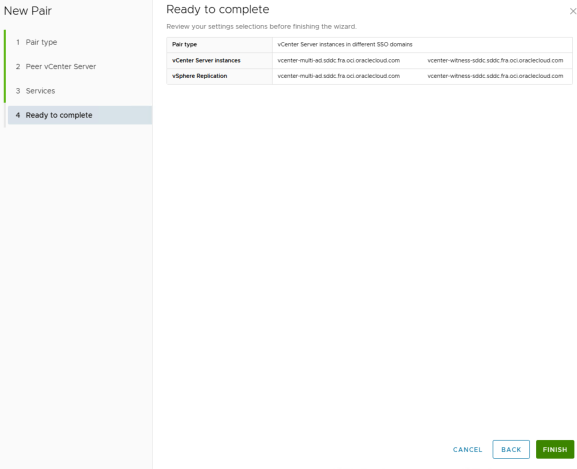 New Pair
1 Pair type
2 Peer vCenter Server
3 Services
4 Ready to complete
Ready to complete
Review your settings selections before finishing the wizard.
Pair type vCenter Server instances in different SSO domains
vCenter Server instances vcenter-multi-ad.sddc.fra.oci.oraclecloud.com vcenter-witness-sddc.sddc.fra.oci.oraclecloud.com
vSphere Replication vcenter-multi-ad.sddc.fra.oci.oraclecloud.com vcenter-witness-sddc.sddc.fra.oci.oraclecloud.com
CANCEL BACK FINISH